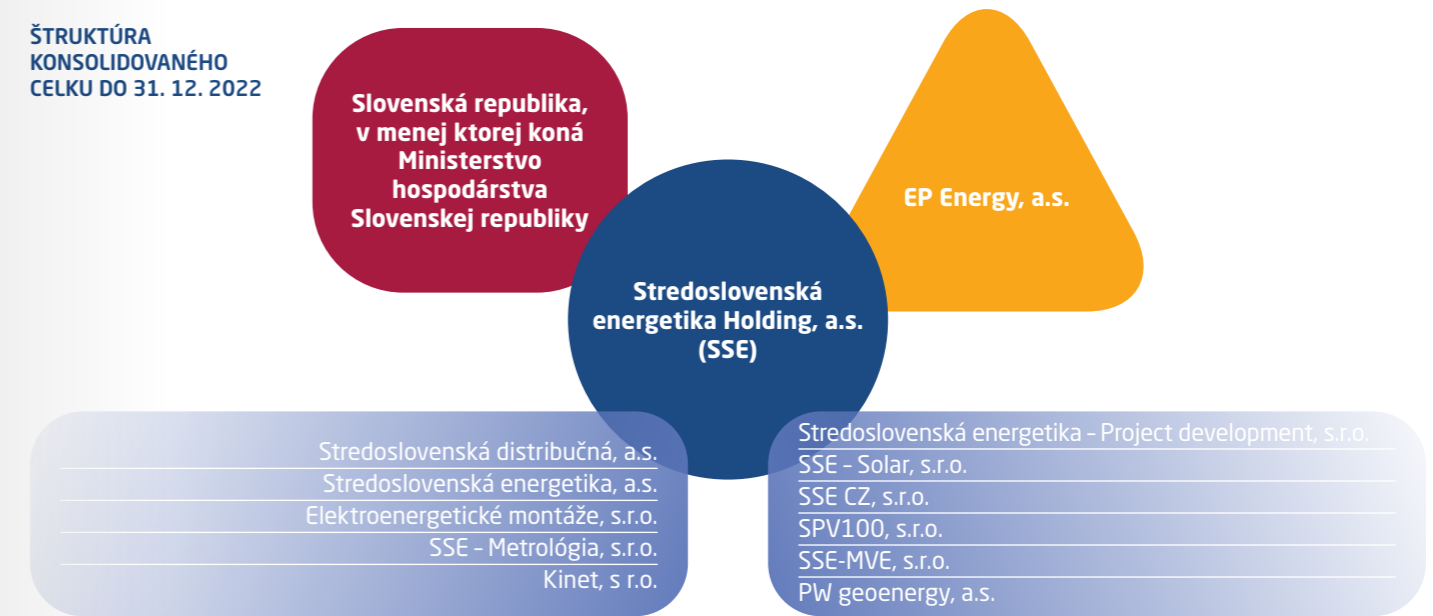 ŠTRUKTÚRA
KONSOLIDOVANÉHO
CELKU DO 31. 12. 2022
Slovenská republika,
v menej ktorej koná
Ministerstvo
hospodárstva
Slovenskej republiky
EP Energy, a.s.
Stredoslovenská
energetika Holding, a.s.
(SSE)
Stredoslovenská distribučná, a.s.
Stredoslovenská energetika, a.s.
Elektroenergetické montáže, s.r.o.
SSE – Metrológia, s.r.o.
Kinet, s r.o.
Stredoslovenská energetika – Project development, s.r.o.
SSE – Solar, s.r.o.
SSE CZ, s.r.o.
SPV100, s.r.o.
SSE-MVE, s.r.o.
PW geoenergy, a.s.